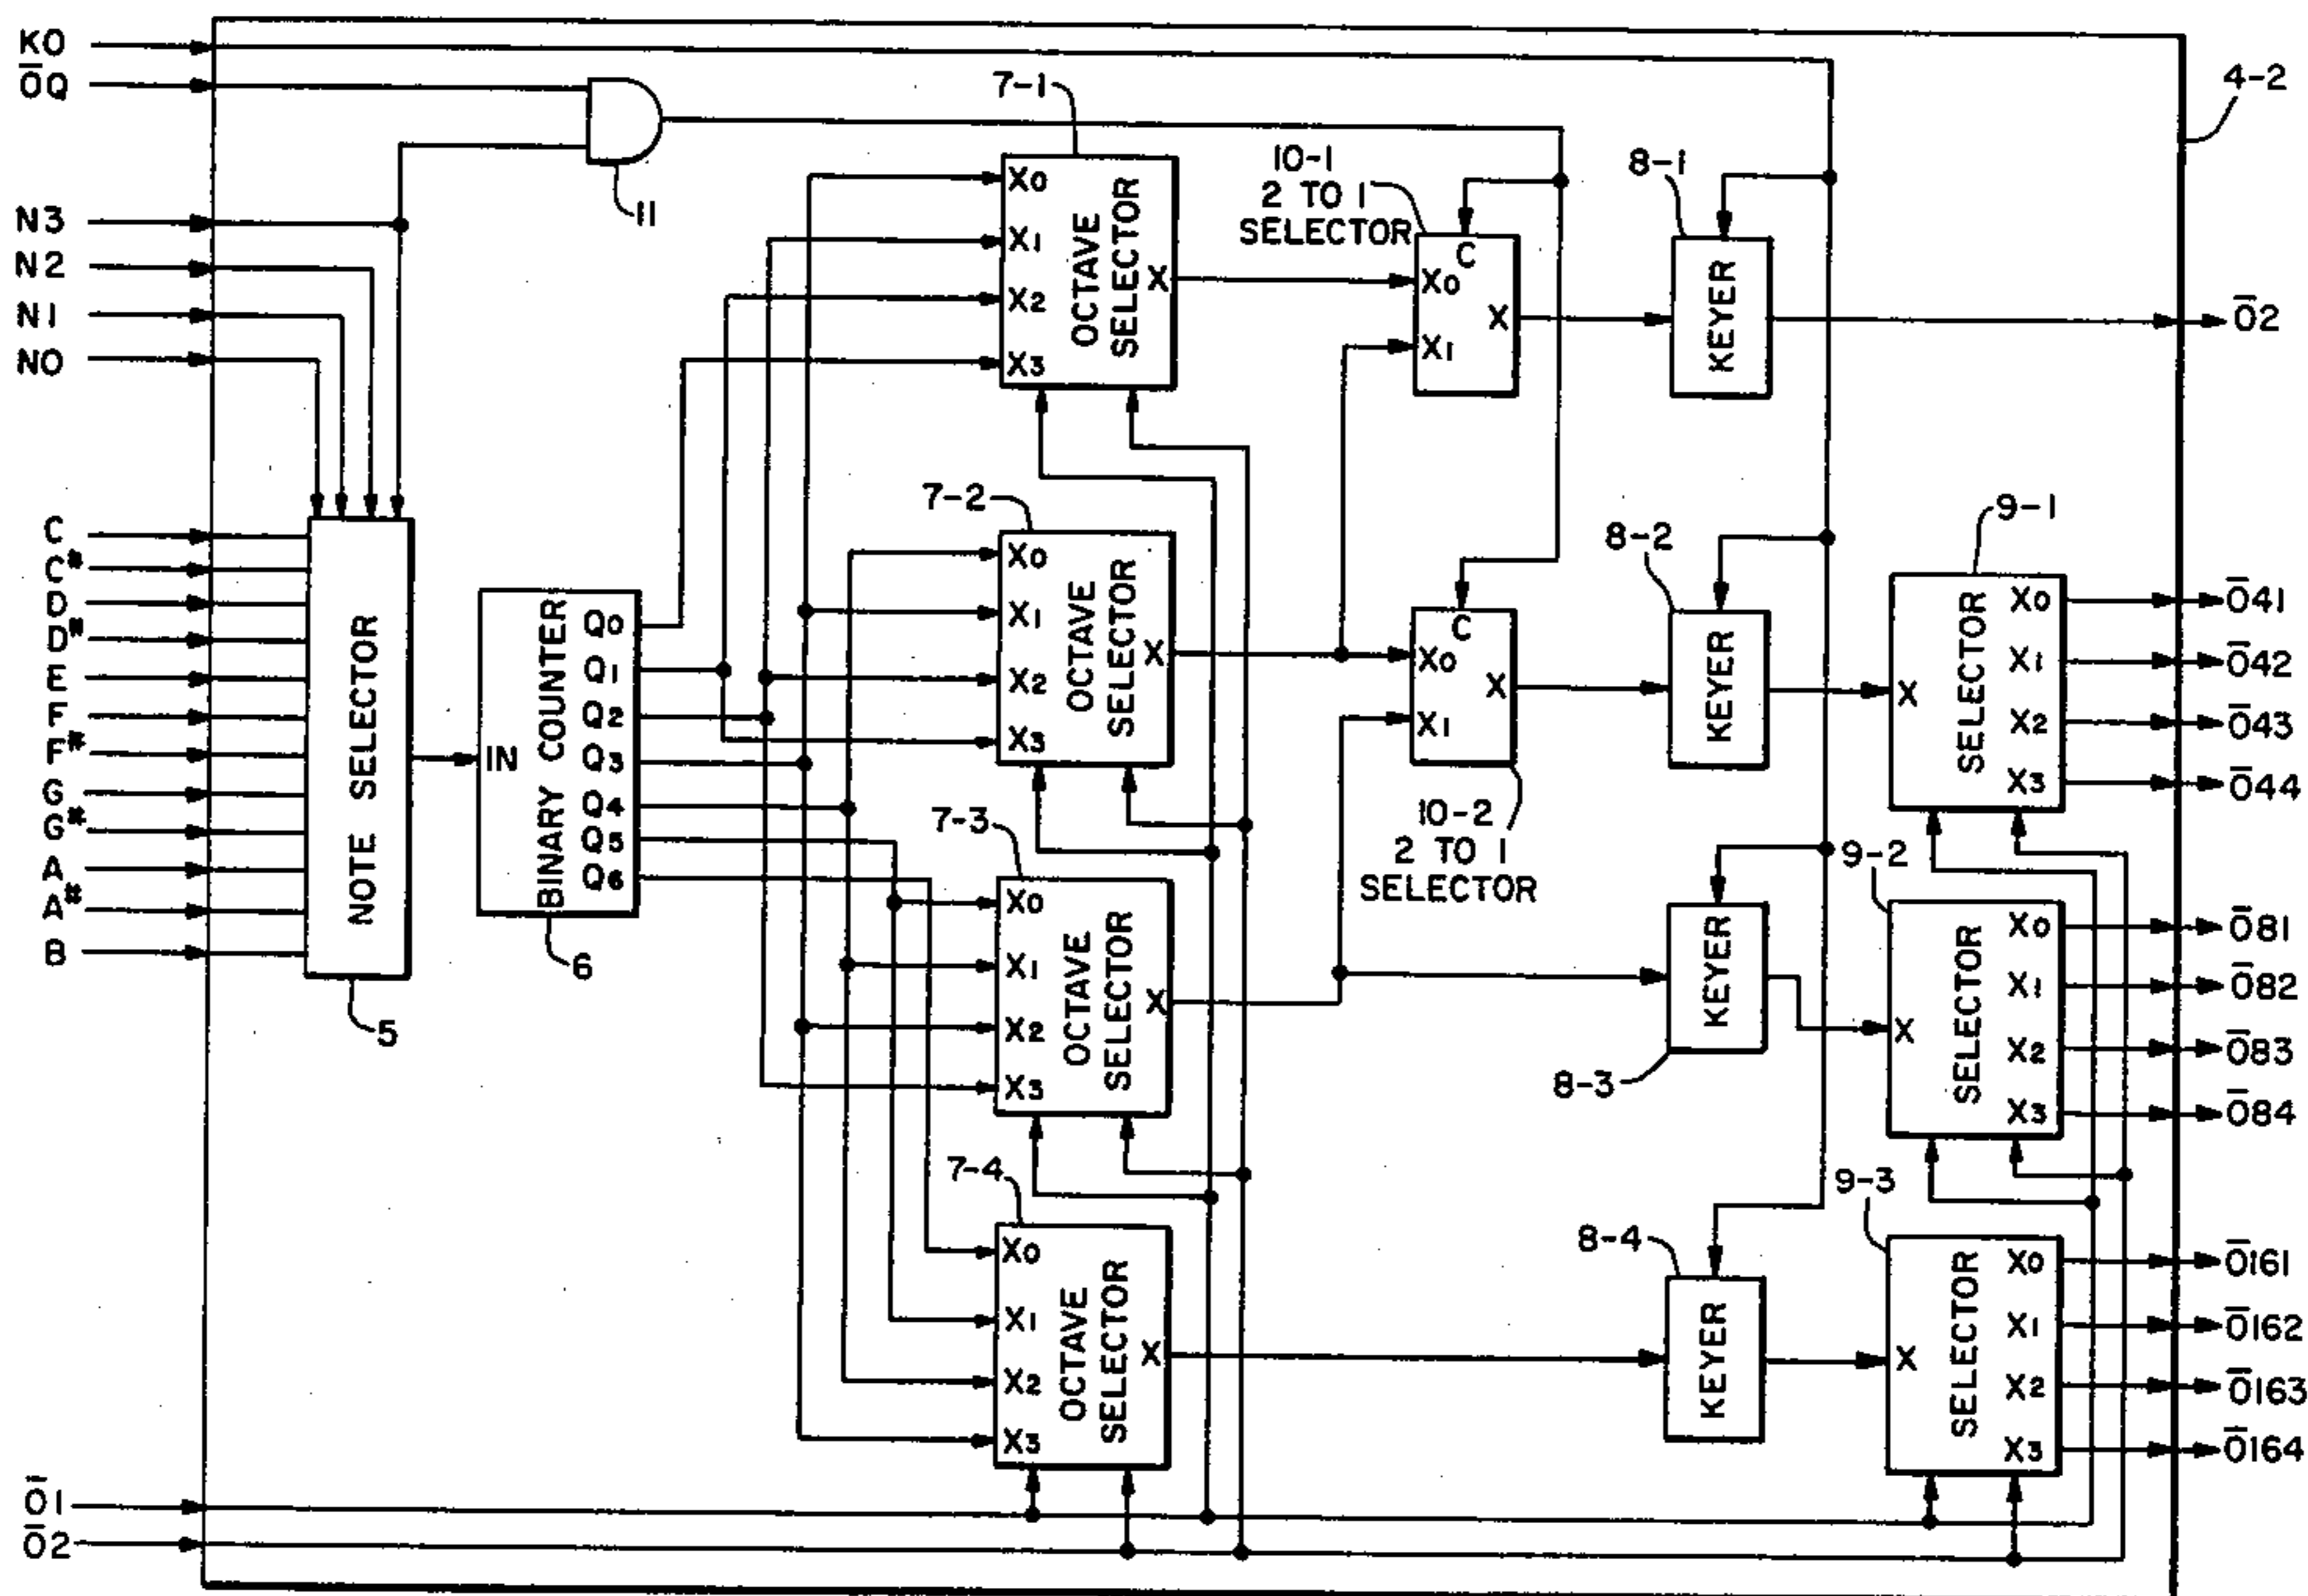 K0
Ō Q
N3
N2
N1
N0
C
C#
D
D#
E
F
F#
G
G#
A
A#
B
Ō1
Ō2
11
NOTE SELECTOR
5
IN
BINARY COUNTER
Q0
Q1
Q2
Q3
Q4
Q5
Q6
6
7-1
X0
X1
X2
X3
OCTAVE
SELECTOR
X
7-2
X0
X1
X2
X3
OCTAVE
SELECTOR
X
7-3
X0
X1
X2
X3
OCTAVE
SELECTOR
X
7-4
X0
X1
X2
X3
OCTAVE
SELECTOR
X
10-1
2 TO 1
SELECTOR
C
X0
X1
X
C
X0
X1
X
10-2
2 TO 1
SELECTOR
8-1
KEYER
8-2
KEYER
8-3
KEYER
8-4
KEYER
9-1
X
SELECTOR
X0
X1
X2
X3
9-2
X
SELECTOR
X0
X1
X2
X3
9-3
X
SELECTOR
X0
X1
X2
X3
4-2
Ō2
Ō41
Ō42
Ō43
Ō44
Ō81
Ō82
Ō83
Ō84
Ō161
Ō162
Ō163
Ō164